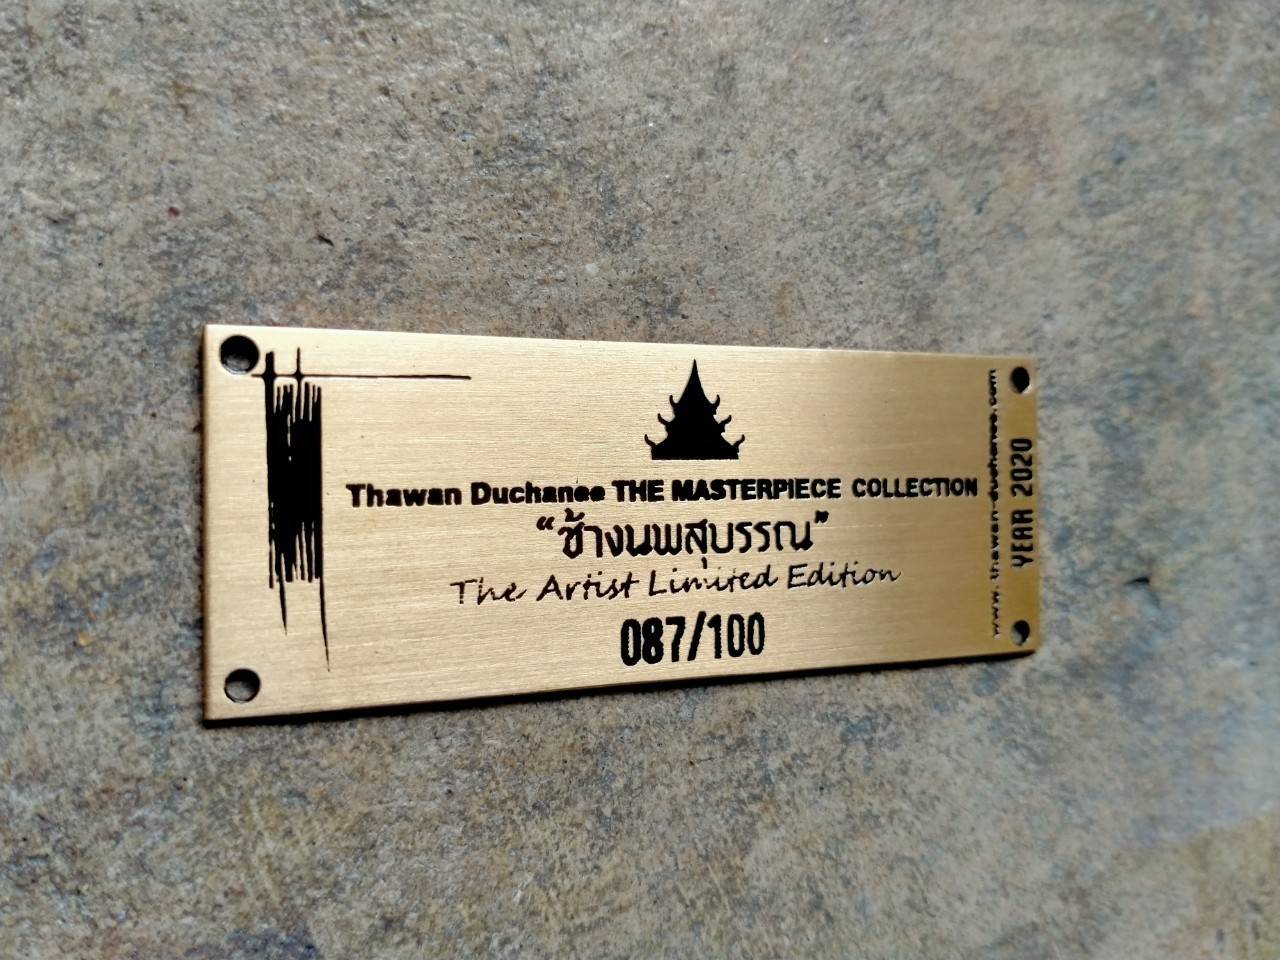 Thawan Duchanee THE MASTERPIECE COLLECTION
“ช้างนพสุบรรณ”
The Artist Limited Edition
087/100
www.thawan-duchanee.com
YEAR 2020